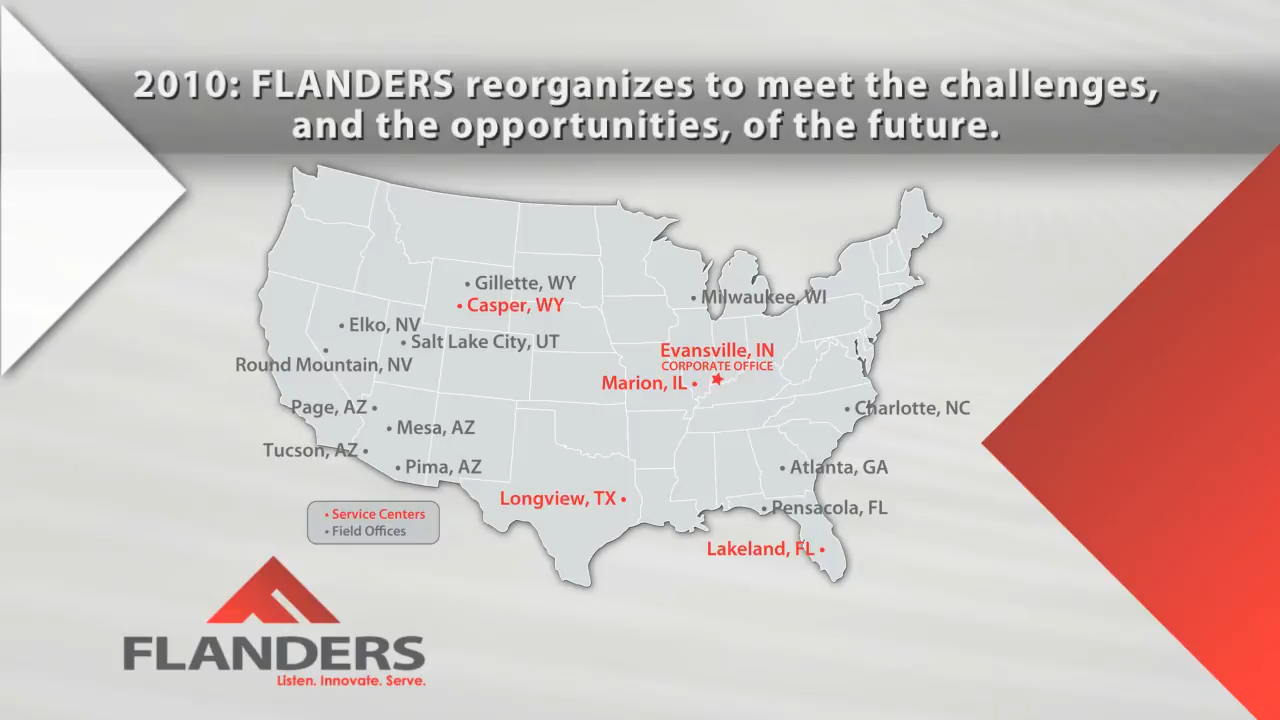 2010: FLANDERS reorganizes to meet the challenges,
and the opportunities, of the future.
• Gillette, WY
• Casper, WY
• Milwaukee, WI
• Elko, NV
• Salt Lake City, UT
Round Mountain, NV
Evansville, IN
CORPORATE OFFICE
Marion, IL •
Page, AZ •
• Charlotte, NC
• Mesa, AZ
Tucson, AZ •
• Pima, AZ
• Atlanta, GA
Longview, TX •
• Pensacola, FL
Lakeland, FL •
• Service Centers
• Field Offices
FLANDERS
Listen. Innovate. Serve.